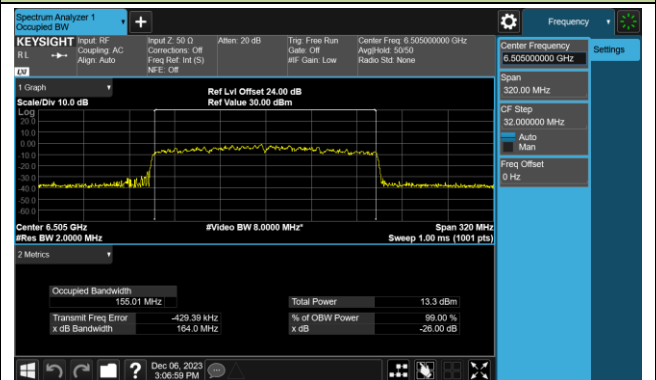 Spectrum Analyzer 1
Occupied BW
+
Frequency
KEYSIGHT
RL
LXI
Input: RF
Coupling: AC
Align: Auto
Input Z: 50 Ω
Corrections: Off
Freq Ref: Int (S)
NFE: Off
Atten: 20 dB
Trig: Free Run
Gate: Off
#IF Gain: Low
Center Freq: 6.505000000 GHz
Avg|Hold: 50/50
Radio Std: None
Center Frequency
6.505000000 GHz
Settings
Span
320.00 MHz
CF Step
32.000000 MHz
Auto
Man
Freq Offset
0 Hz
1 Graph
Scale/Div 10.0 dB
Ref Lvl Offset 24.00 dB
Ref Value 30.00 dBm
Log
20.0
10.0
0.00
-10.0
-20.0
-30.0
-40.0
-50.0
-60.0
Center 6.505 GHz
#Video BW 8.0000 MHz*
Span 320 MHz
#Res BW 2.0000 MHz
Sweep 1.00 ms (1001 pts)
2 Metrics
Occupied Bandwidth
155.01 MHz
Total Power 13.3 dBm
Transmit Freq Error -429.39 kHz
% of OBW Power 99.00 %
x dB Bandwidth 164.0 MHz
x dB -26.00 dB
?
Dec 06, 2023
3:06:59 PM